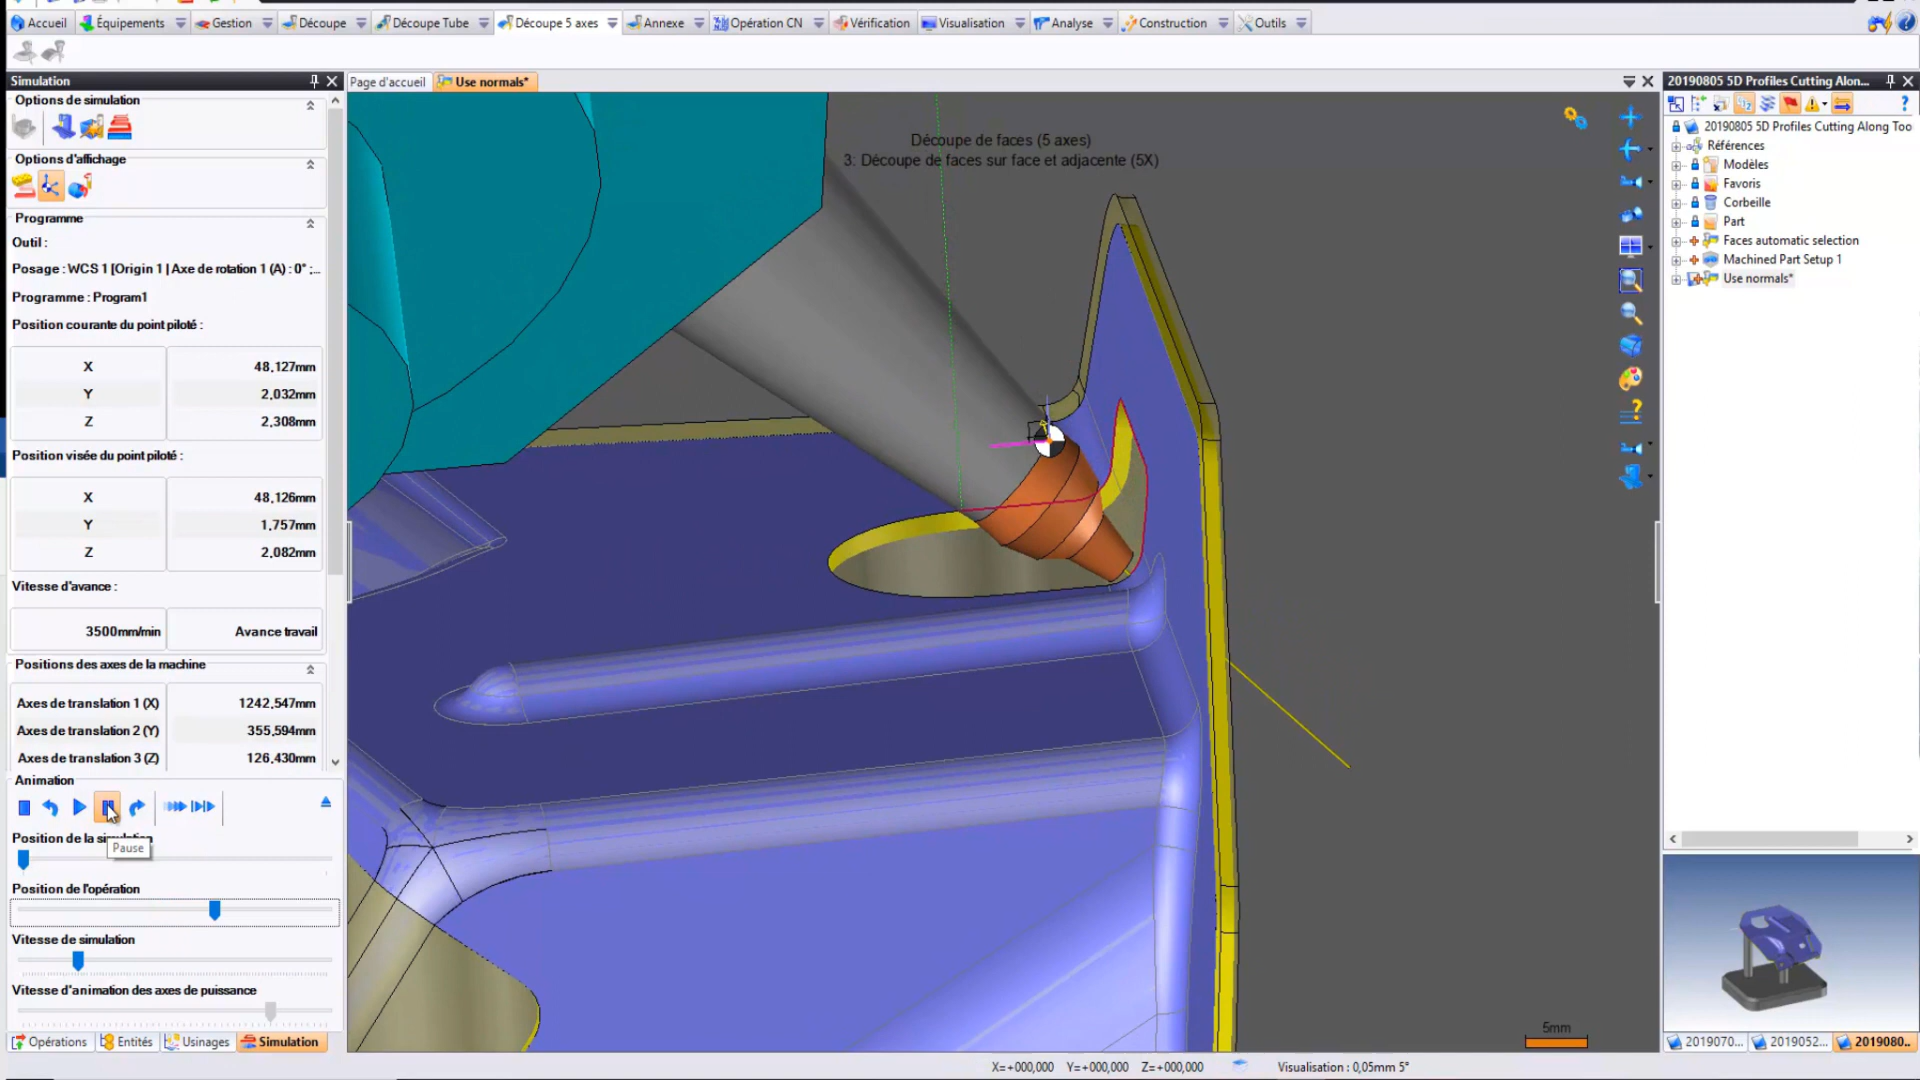 Accueil Équipements Gestion Découpe Découpe Tube Découpe 5 axes Annexe Opération CN Vérification Visualisation Analyse Construction Outils
Simulation
Options de simulation
Options d'affichage
Programme
Outil :
Posage : WCS 1 [Origin 1 | Axe de rotation 1 (A) : 0° ;...
Programme : Program1
Position courante du point piloté :
X 48,127mm
Y 2,032mm
Z 2,308mm
Position visée du point piloté :
X 48,126mm
Y 1,757mm
Z 2,082mm
Vitesse d'avance :
3500mm/min Avance travail
Positions des axes de la machine
Axes de translation 1 (X) 1242,547mm
Axes de translation 2 (Y) 355,594mm
Axes de translation 3 (Z) 126,430mm
Animation
Position de la simulation
Pause
Position de l'opération
Vitesse de simulation
Vitesse d'animation des axes de puissance
Opérations Entités Usinages Simulation
Page d'accueil Use normals*
Découpe de faces (5 axes)
3: Découpe de faces sur face et adjacente (5X)
5mm
X=+000,000 Y=+000,000 Z=+000,000 Visualisation : 0,05mm 5°
20190805 5D Profiles Cutting Alon...
20190805 5D Profiles Cutting Along Too
Références
Modèles
Favoris
Corbeille
Part
Faces automatic selection
Machined Part Setup 1
Use normals*
2019070... 2019052... 2019080..